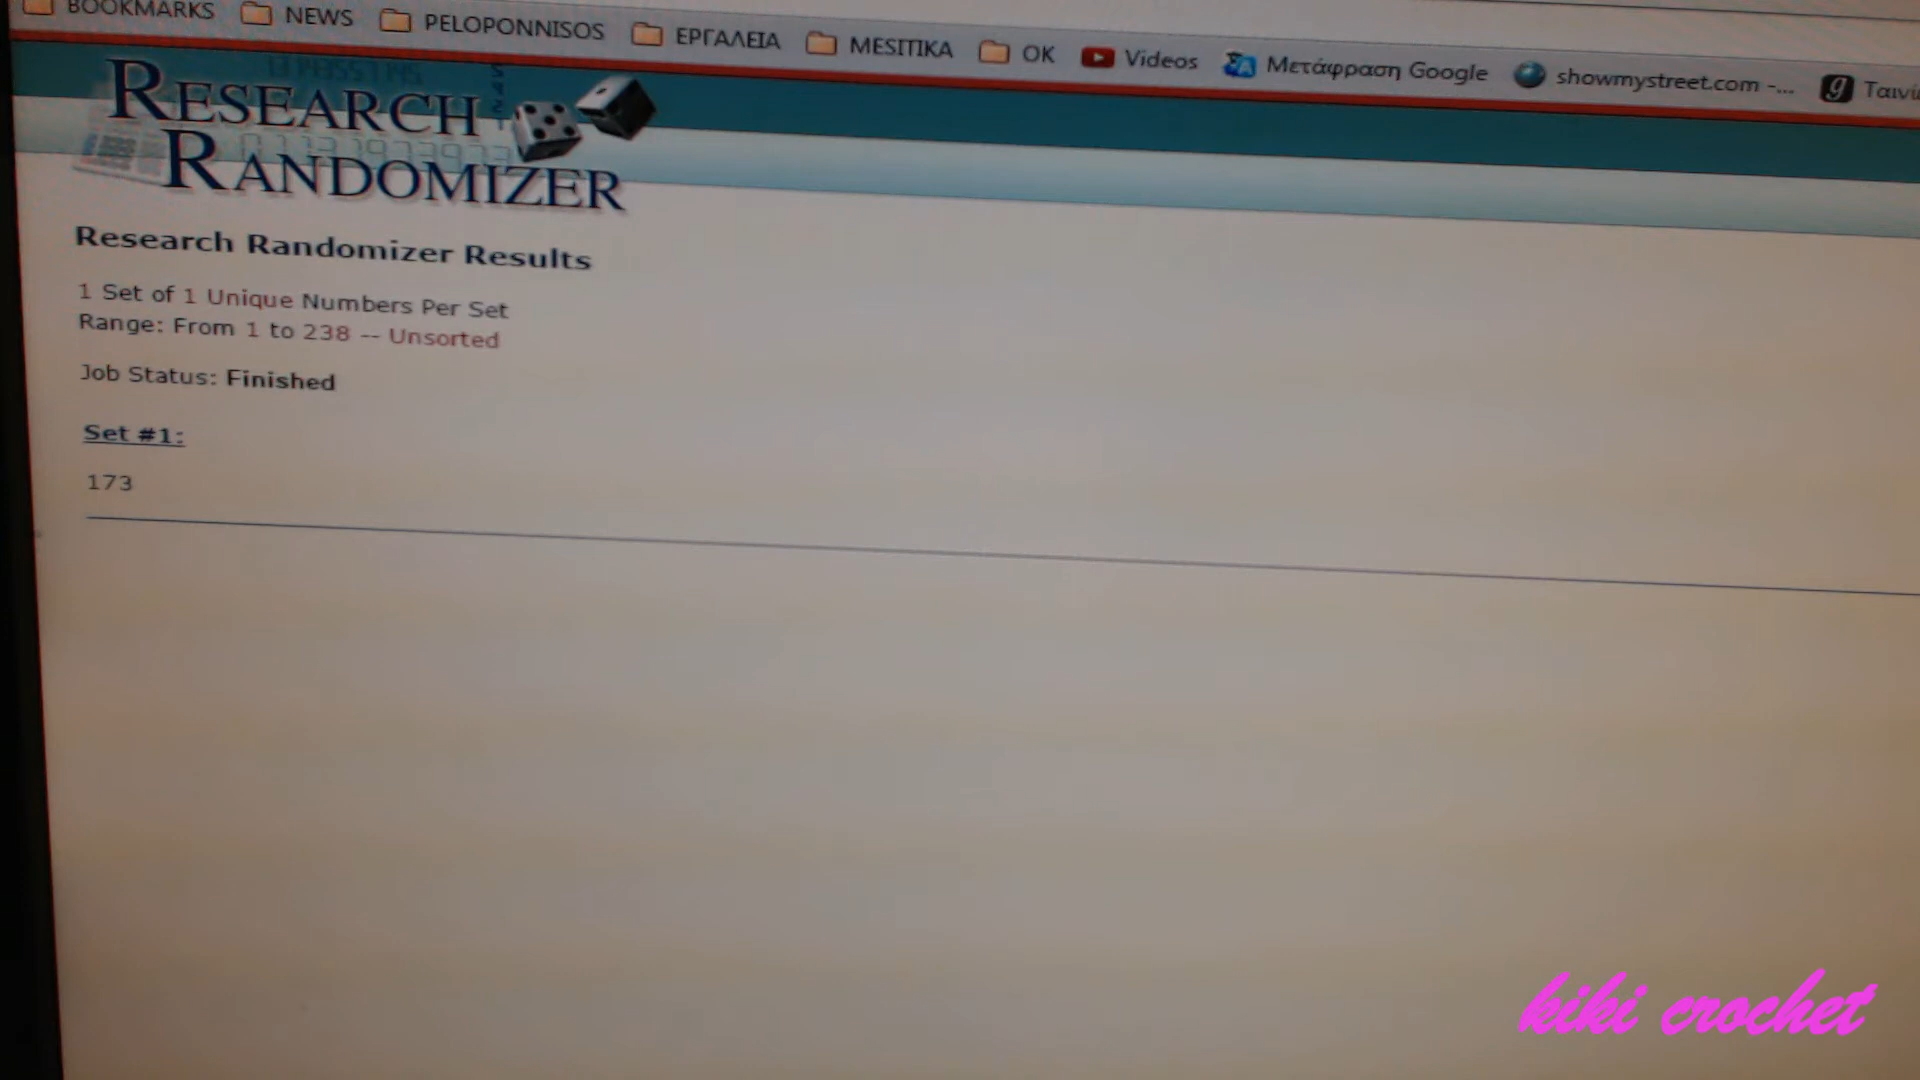 BOOKMARKS NEWS PELOPONNISOS ΕΡΓΑΛΕΙΑ MESITIKA OK Videos Μετάφραση Google showmystreet.com -...
RESEARCH
RANDOMIZER
Research Randomizer Results
1 Set of 1 Unique Numbers Per Set
Range: From 1 to 238 -- Unsorted
Job Status: Finished
Set #1:
173
kiki crochet